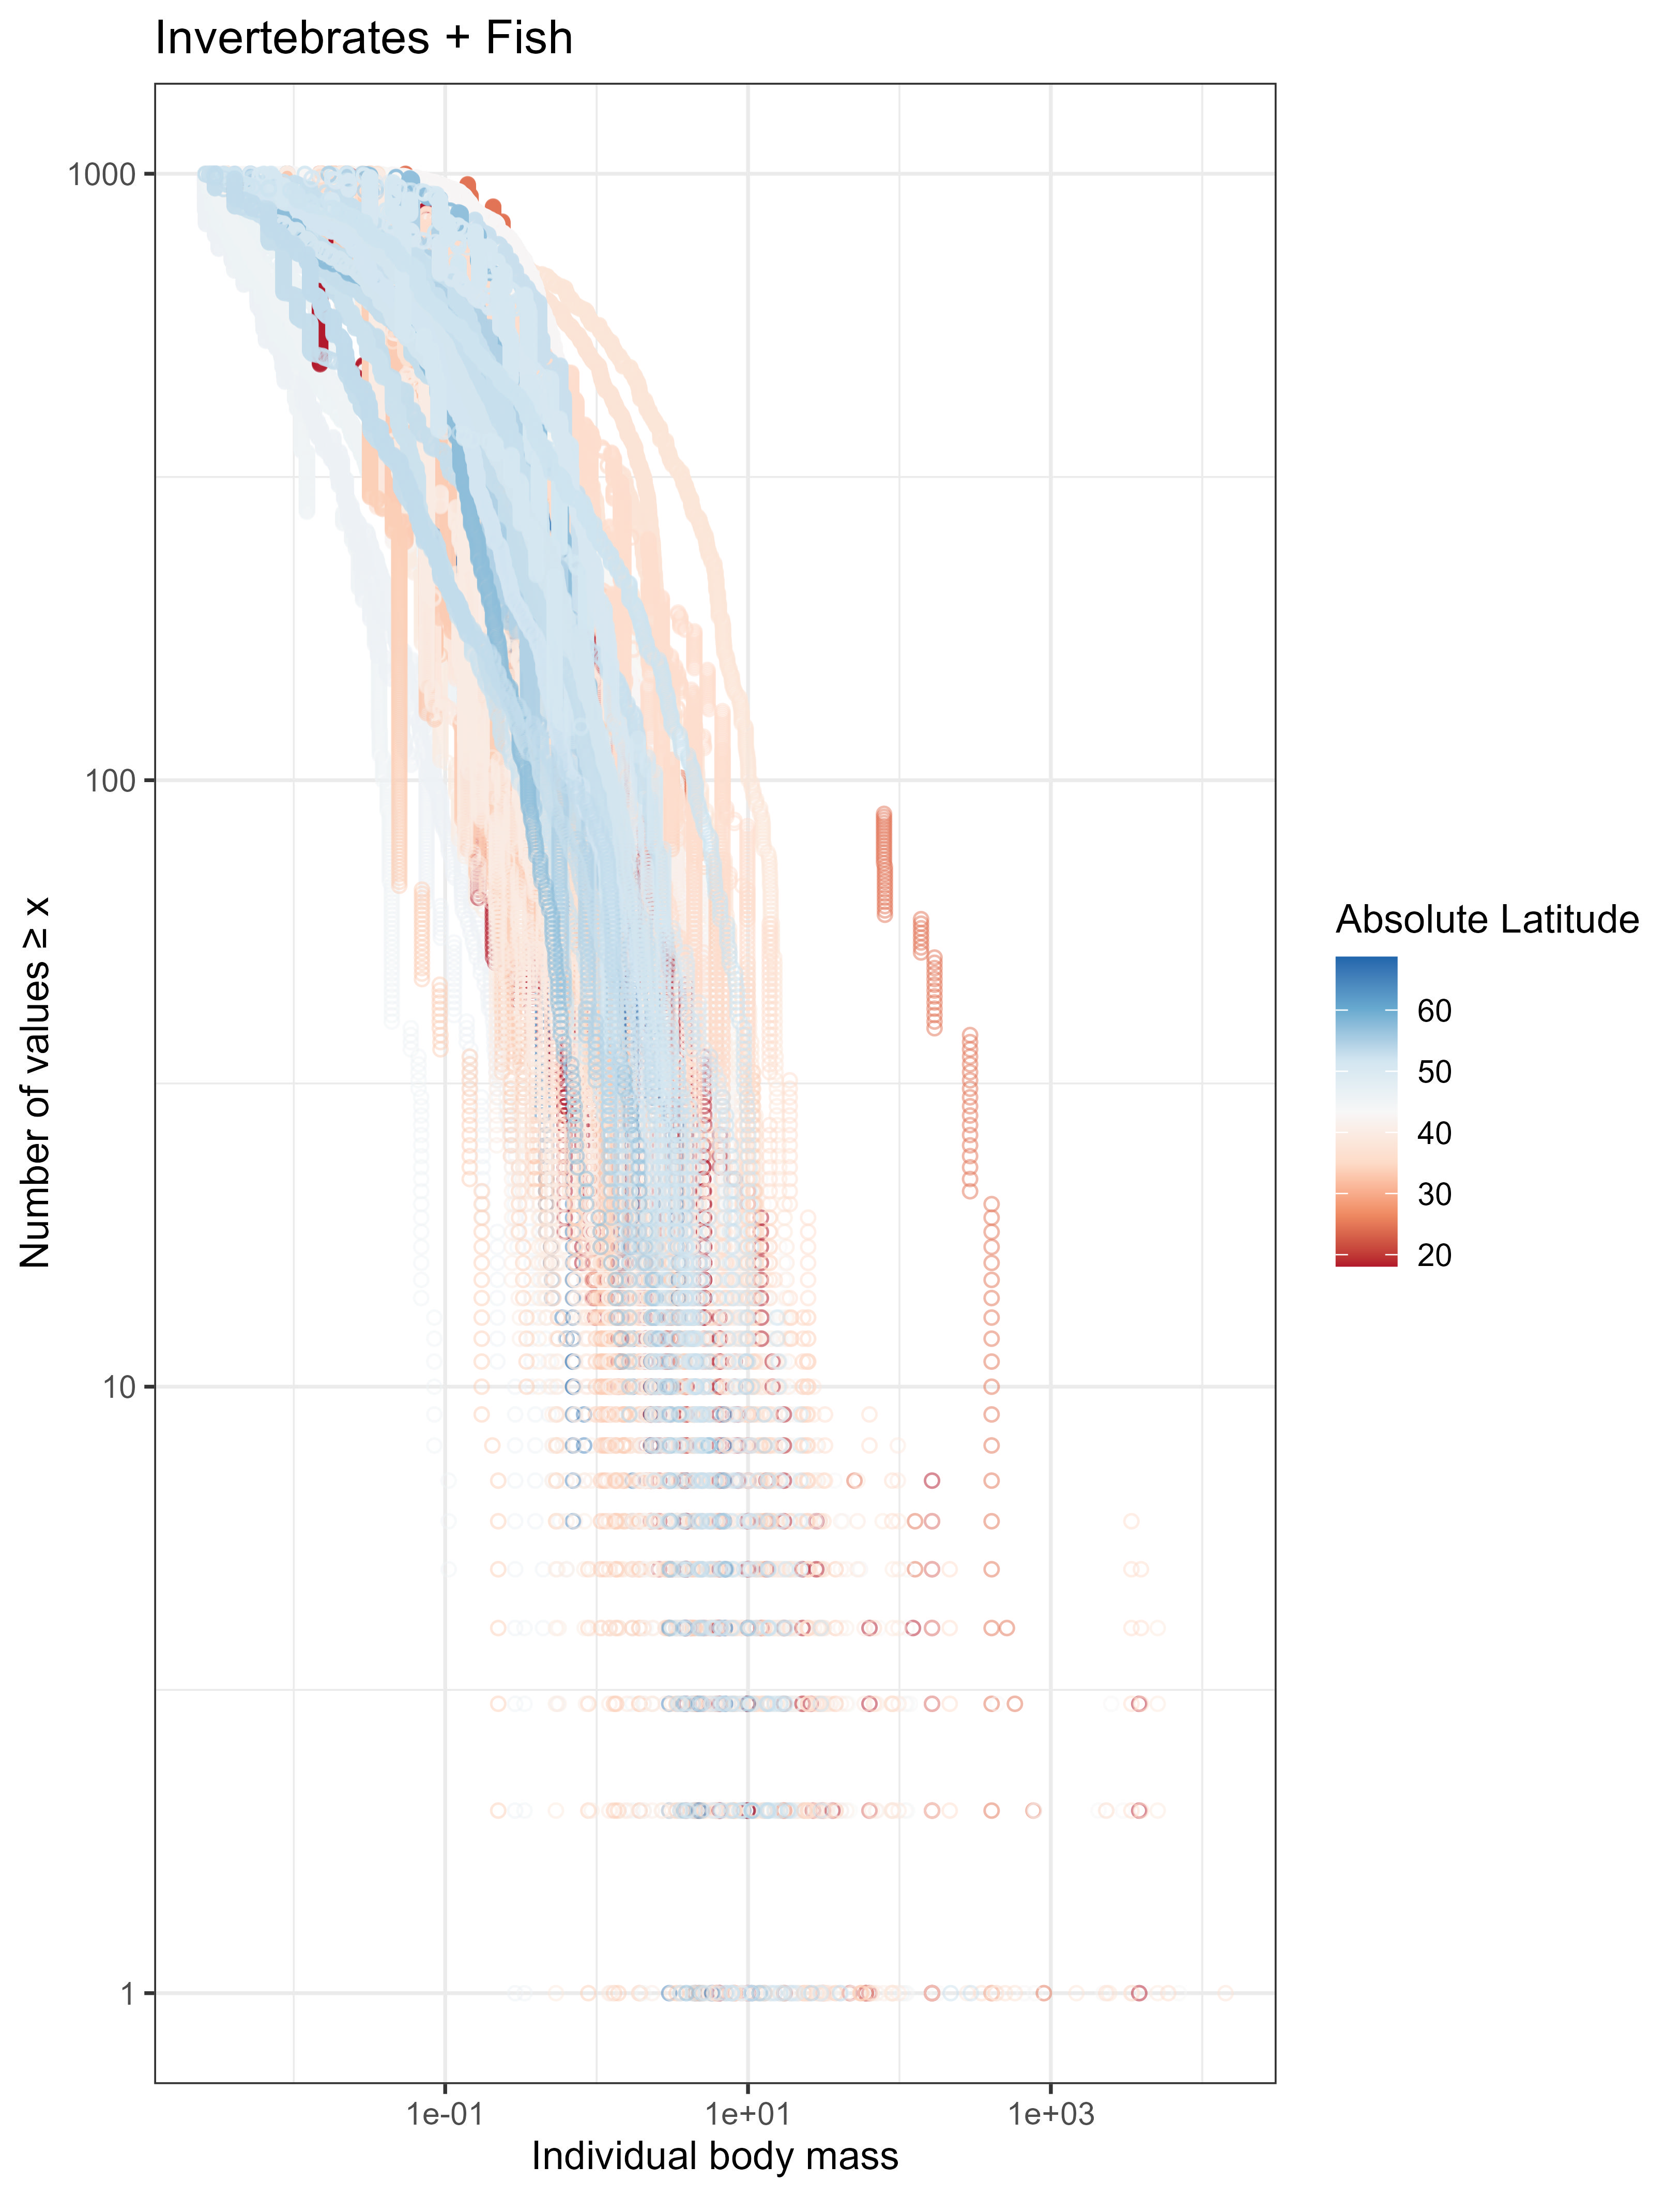 Invertebrates + Fish
1000
100
10
1
Number of values ≥ x
1e-01
1e+01
1e+03
Individual body mass
Absolute Latitude
60
50
40
30
20